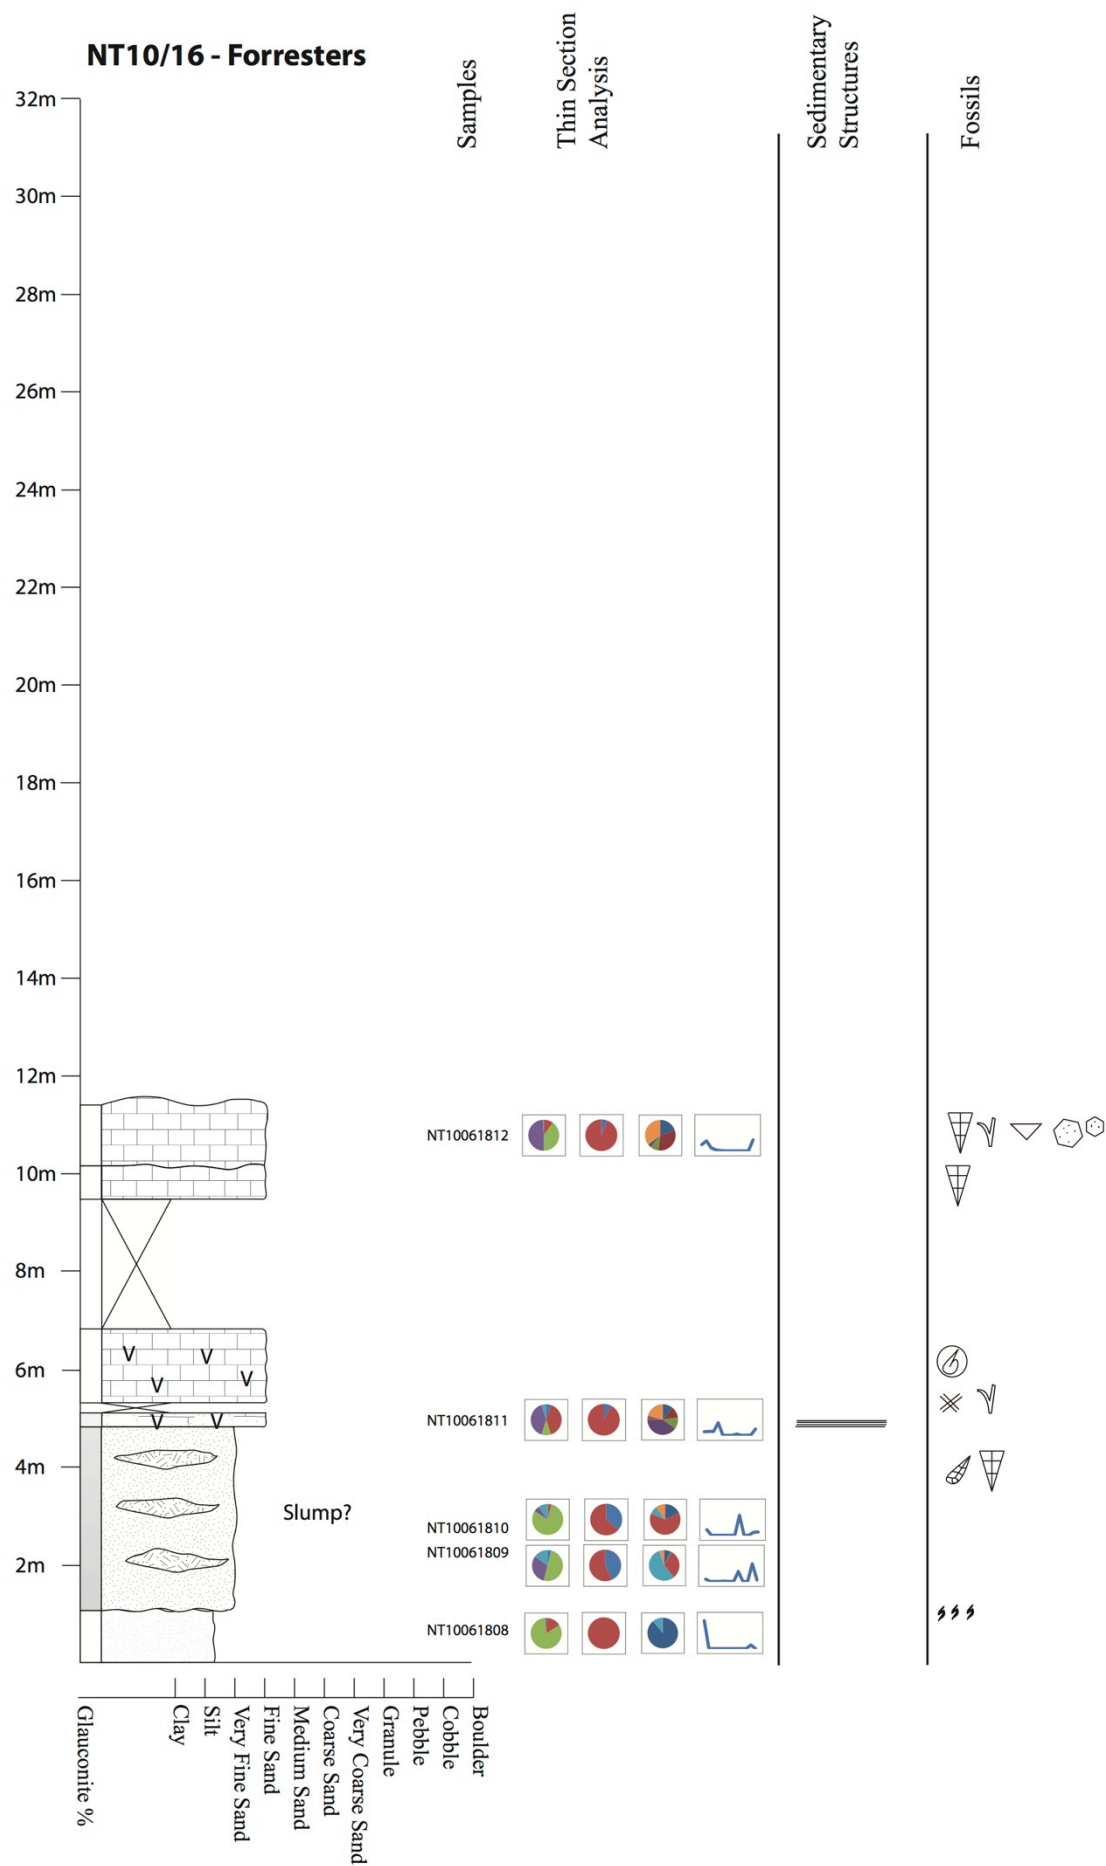 NT10/16 - Forresters
Samples
Thin Section
Analysis
Sedimentary
Structures
Fossils
32m
30m
28m
26m
24m
22m
20m
18m
16m
14m
12m
NT10061812
10m
8m
V
V
6m
V
V
V
V
NT10061811
4m
Slump?
NT10061810
NT10061809
2m
NT10061808
Glauconite %
Clay
Silt
Very Fine Sand
Fine Sand
Medium Sand
Coarse Sand
Very Coarse Sand
Granule
Pebble
Cobble
Boulder